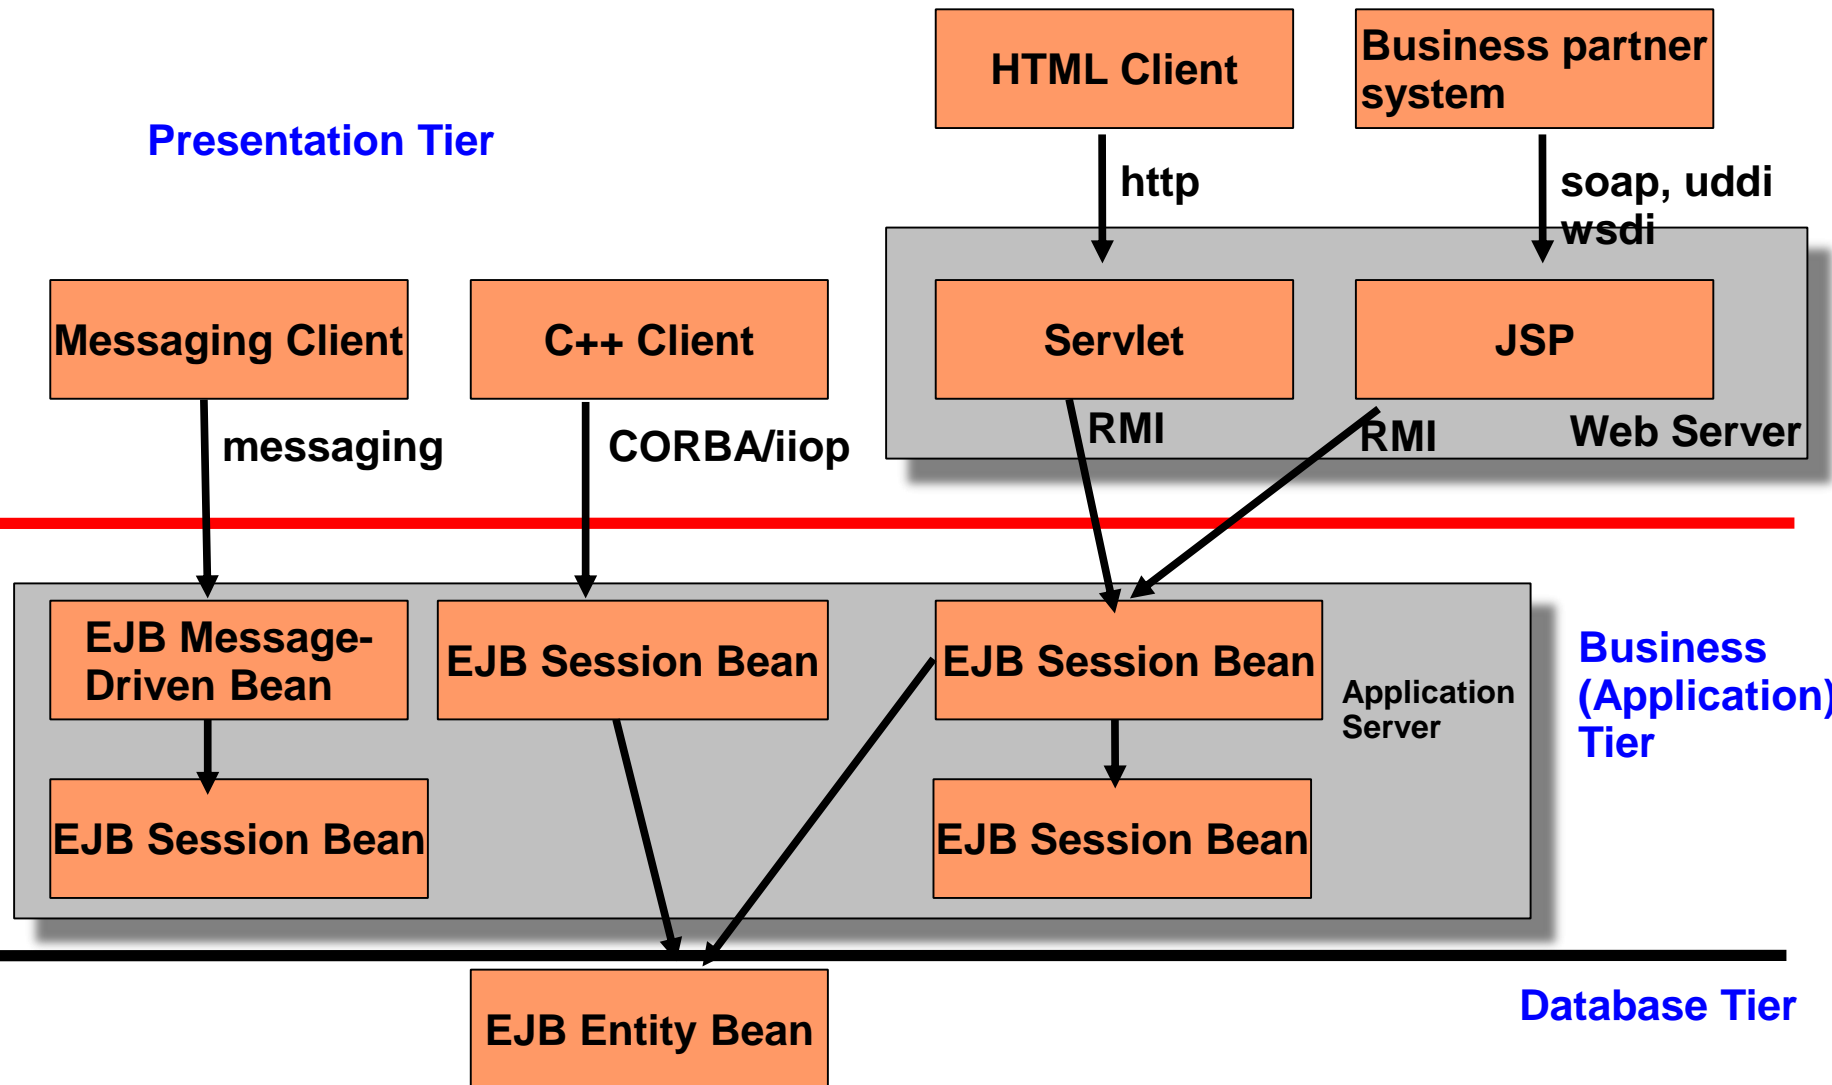 HTML Client
Business partner
system
Presentation Tier
http
soap, uddi
wsdi
Messaging Client
C++ Client
Servlet
JSP
messaging
CORBA/iiop
RMI
RMI
Web Server
EJB Message-
Driven Bean
EJB Session Bean
EJB Session Bean
Application
Server
Business
(Application)
Tier
EJB Session Bean
EJB Session Bean
Database Tier
EJB Entity Bean